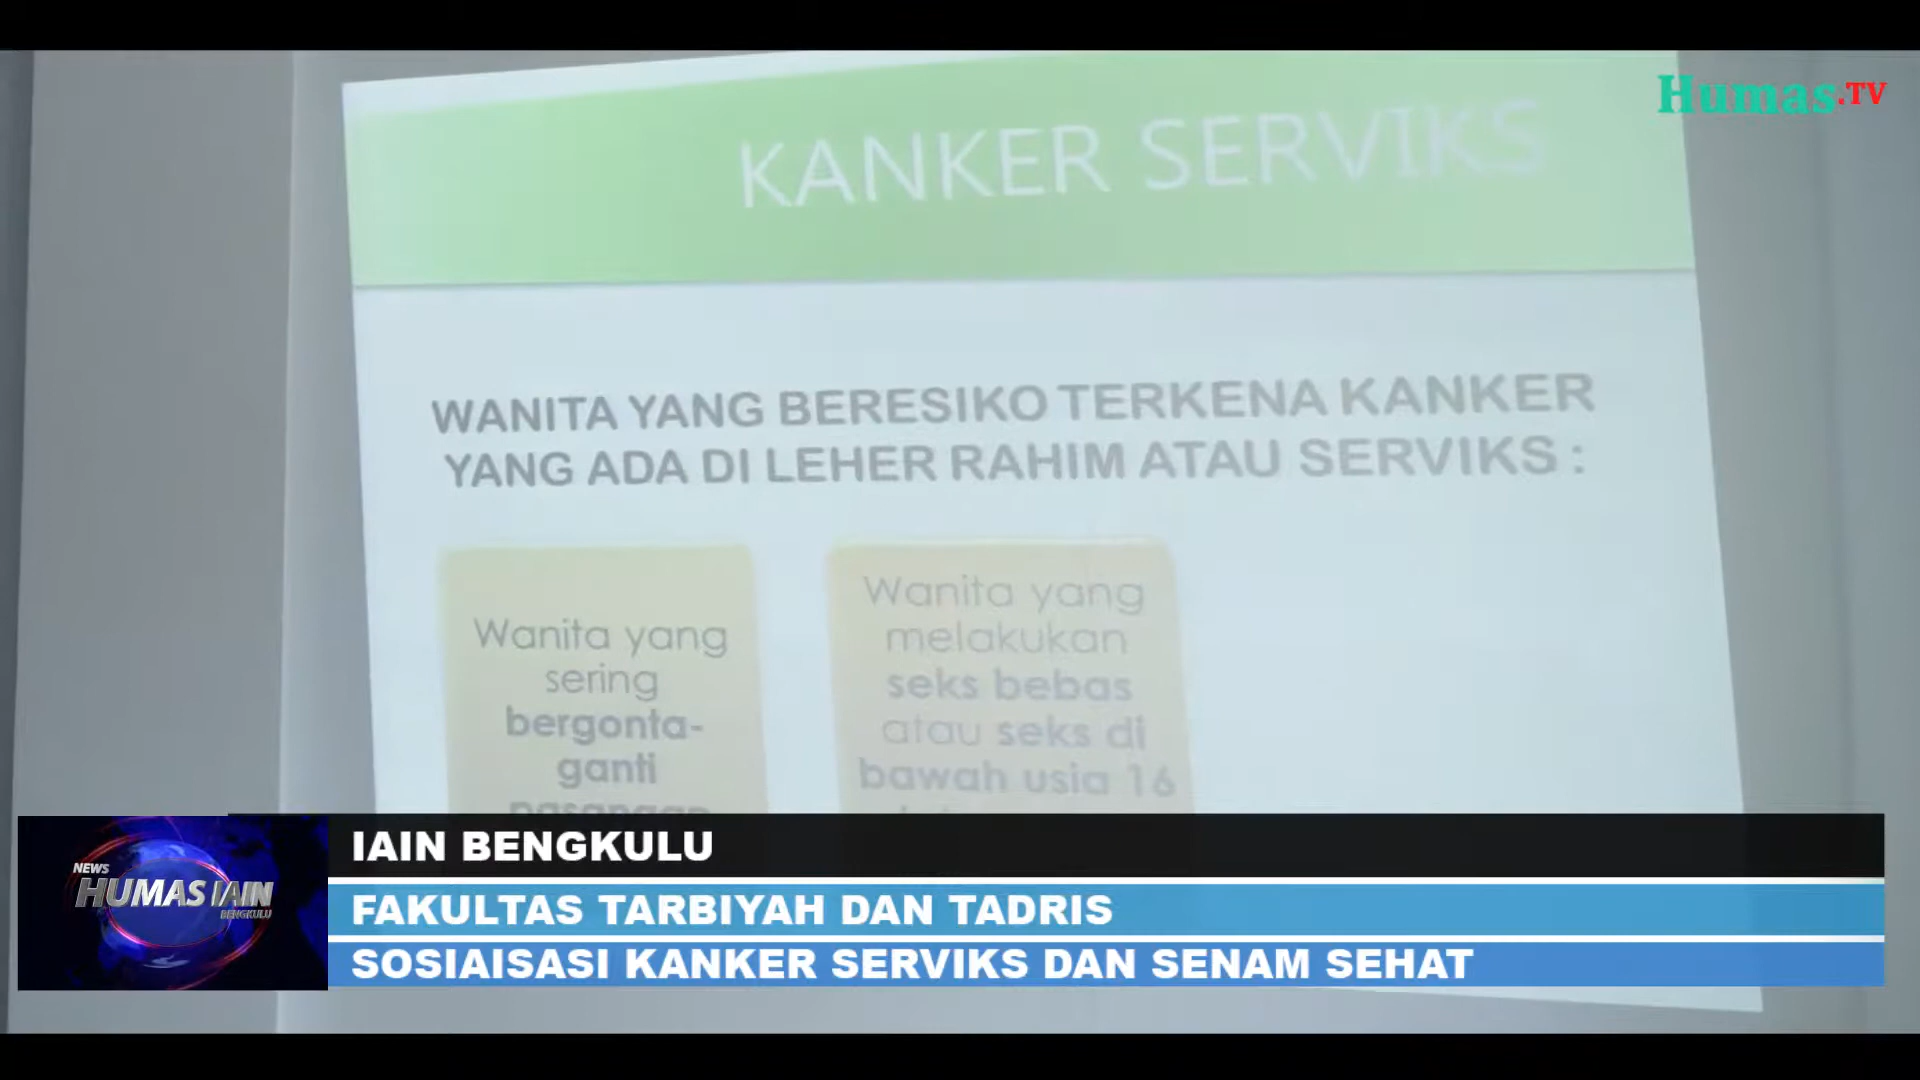 Humas.TV
KANKER SERVIKS
WANITA YANG BERESIKO TERKENA KANKER
YANG ADA DI LEHER RAHIM ATAU SERVIKS :
Wanita yang
sering
bergonta-
ganti
Wanita yang
melakukan
seks bebas
atau seks di
bawah usia 16
NEWS
HUMAS IAIN
BENGKULU
IAIN BENGKULU
FAKULTAS TARBIYAH DAN TADRIS
SOSIAISASI KANKER SERVIKS DAN SENAM SEHAT